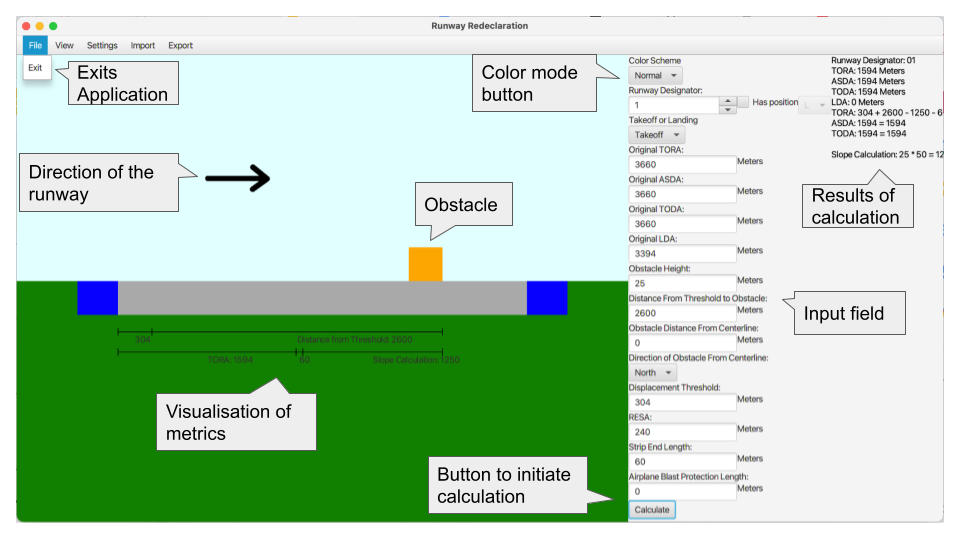 Runway Redeclaration
File View Settings Import Export
Exit
Exits
Application
Direction of the
runway
Obstacle
Color mode
button
304 Distance from Threshold: 2600
TORA: 1594 60 Slope Calculation: 1250
Visualisation of
metrics
Button to initiate
calculation
Color Scheme
Normal
Runway Designator:
1 Has position L
Takeoff or Landing
Takeoff
Original TORA:
3660 Meters
Original ASDA:
3660 Meters
Original TODA:
3660 Meters
Original LDA:
3394 Meters
Obstacle Height:
25 Meters
Distance From Threshold to Obstacle:
2600 Meters
Obstacle Distance From Centerline:
0 Meters
Direction of Obstacle From Centerline:
North
Displacement Threshold:
304 Meters
RESA:
240 Meters
Strip End Length:
60 Meters
Airplane Blast Protection Length:
0 Meters
Calculate
Runway Designator: 01
TORA: 1594 Meters
ASDA: 1594 Meters
TODA: 1594 Meters
LDA: 0 Meters
TORA: 304 + 2600 - 1250 - 6
ASDA: 1594 = 1594
TODA: 1594 = 1594
Slope Calculation: 25 * 50 = 12
Results of
calculation
Input field